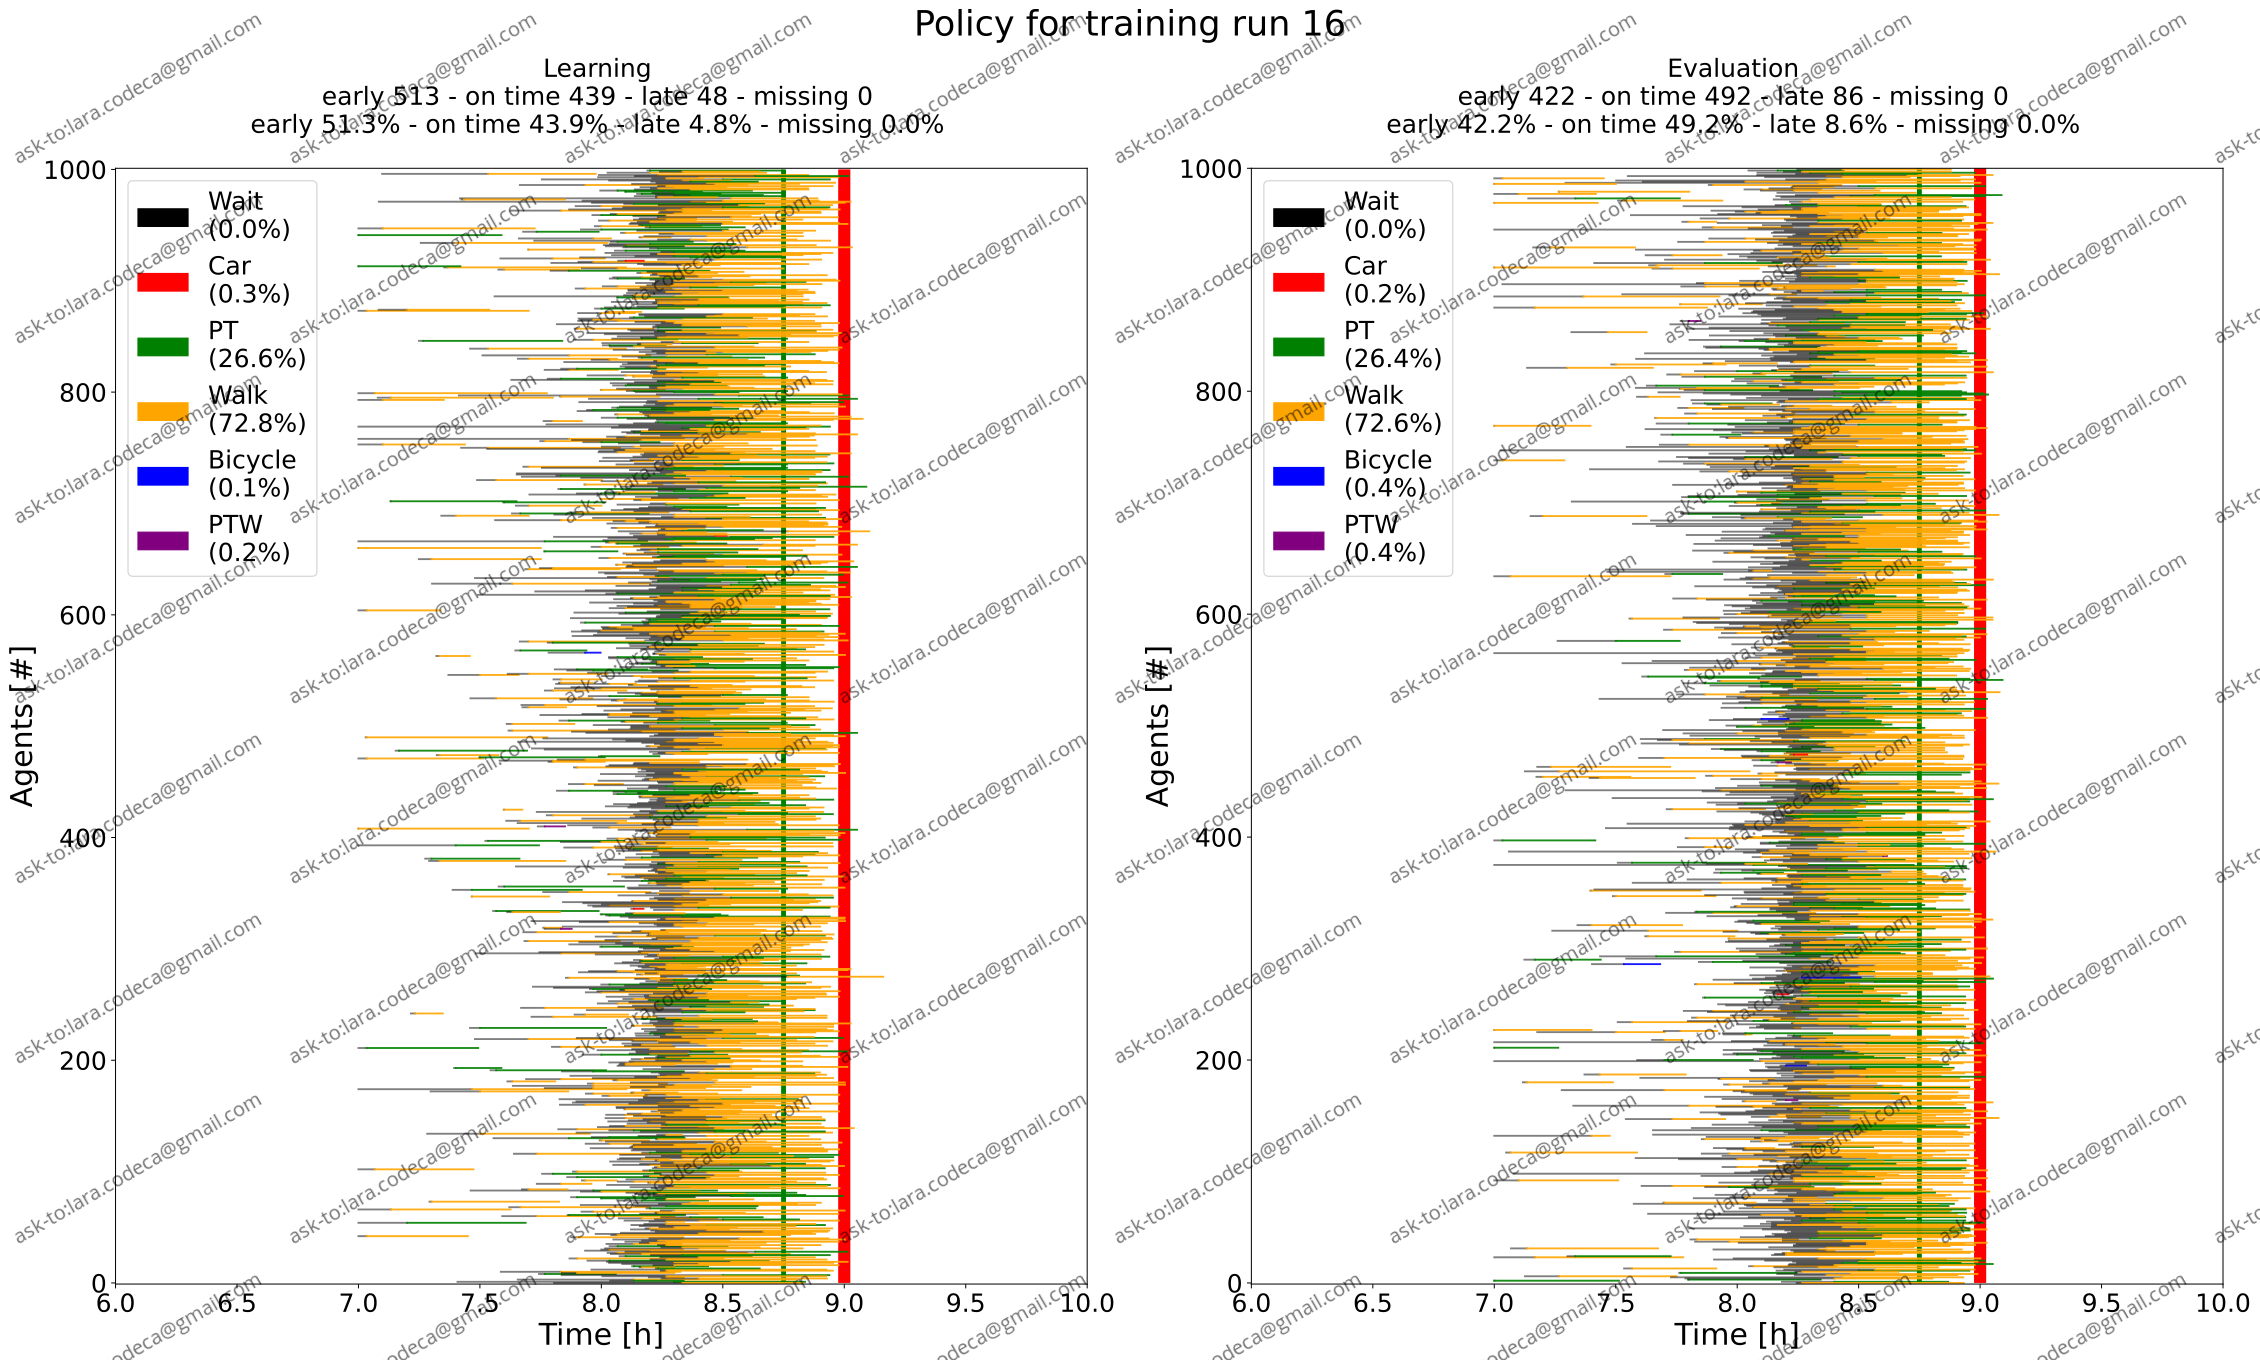 Policy for training run 16
Learning
early 513 - on time 439 - late 48 - missing 0
early 51.3% - on time 43.9% - late 4.8% - missing 0.0%
1000
800
600
400
200
0
Agents [#]
Wait
(0.0%)
Car
(0.3%)
PT
(26.6%)
Walk
(72.8%)
Bicycle
(0.1%)
PTW
(0.2%)
6.0 6.5 7.0 7.5 8.0 8.5 9.0 9.5 10.0
Time [h]
Evaluation
early 422 - on time 492 - late 86 - missing 0
early 42.2% - on time 49.2% - late 8.6% - missing 0.0%
1000
800
600
400
200
0
Agents [#]
Wait
(0.0%)
Car
(0.2%)
PT
(26.4%)
Walk
(72.6%)
Bicycle
(0.4%)
PTW
(0.4%)
6.0 6.5 7.0 7.5 8.0 8.5 9.0 9.5 10.0
Time [h]
ask-to:lara.codeca@gmail.com